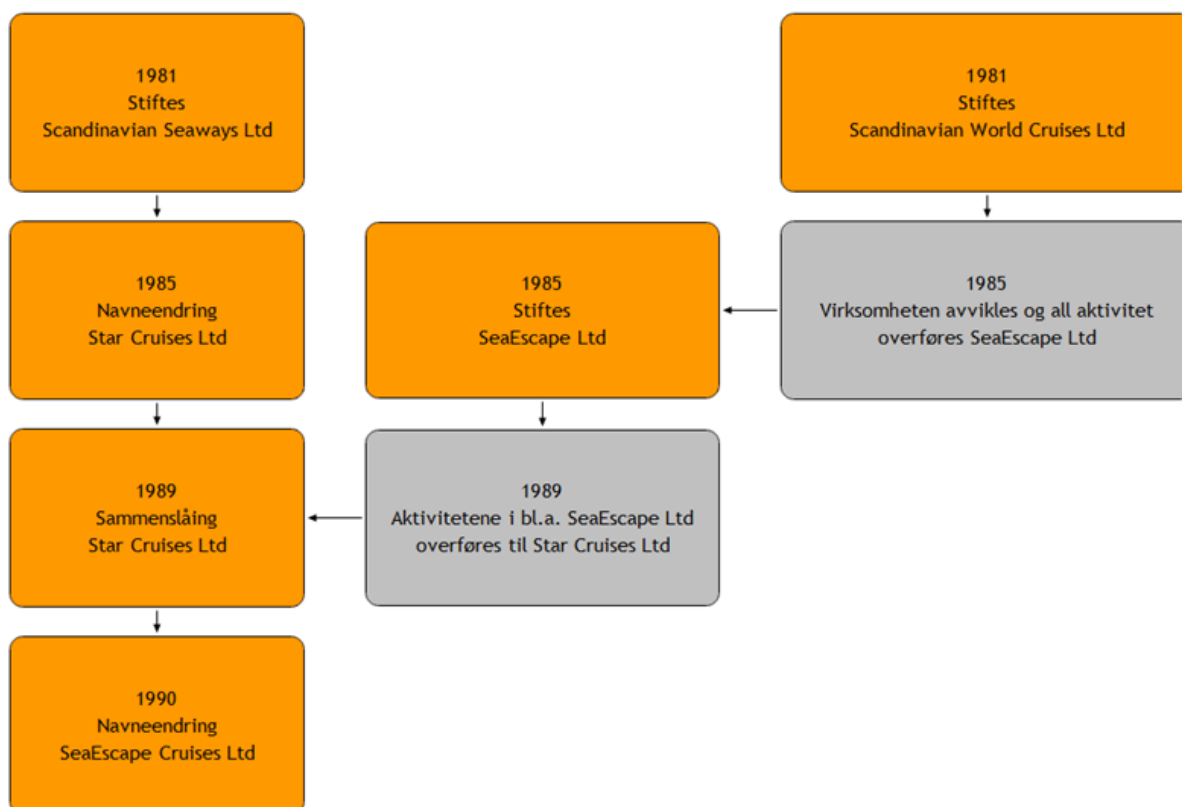 1981
Stiftes
Scandinavian Seaways Ltd
1981
Stiftes
Scandinavian World Cruises Ltd
1985
Navneendring
Star Cruises Ltd
1985
Stiftes
SeaEscape Ltd
1985
Virksomheten avvikles og all aktivitet
overføres SeaEscape Ltd
1989
Sammenslåing
Star Cruises Ltd
1989
Aktivitetene i bl.a. SeaEscape Ltd
overføres til Star Cruises Ltd
1990
Navneendring
SeaEscape Cruises Ltd